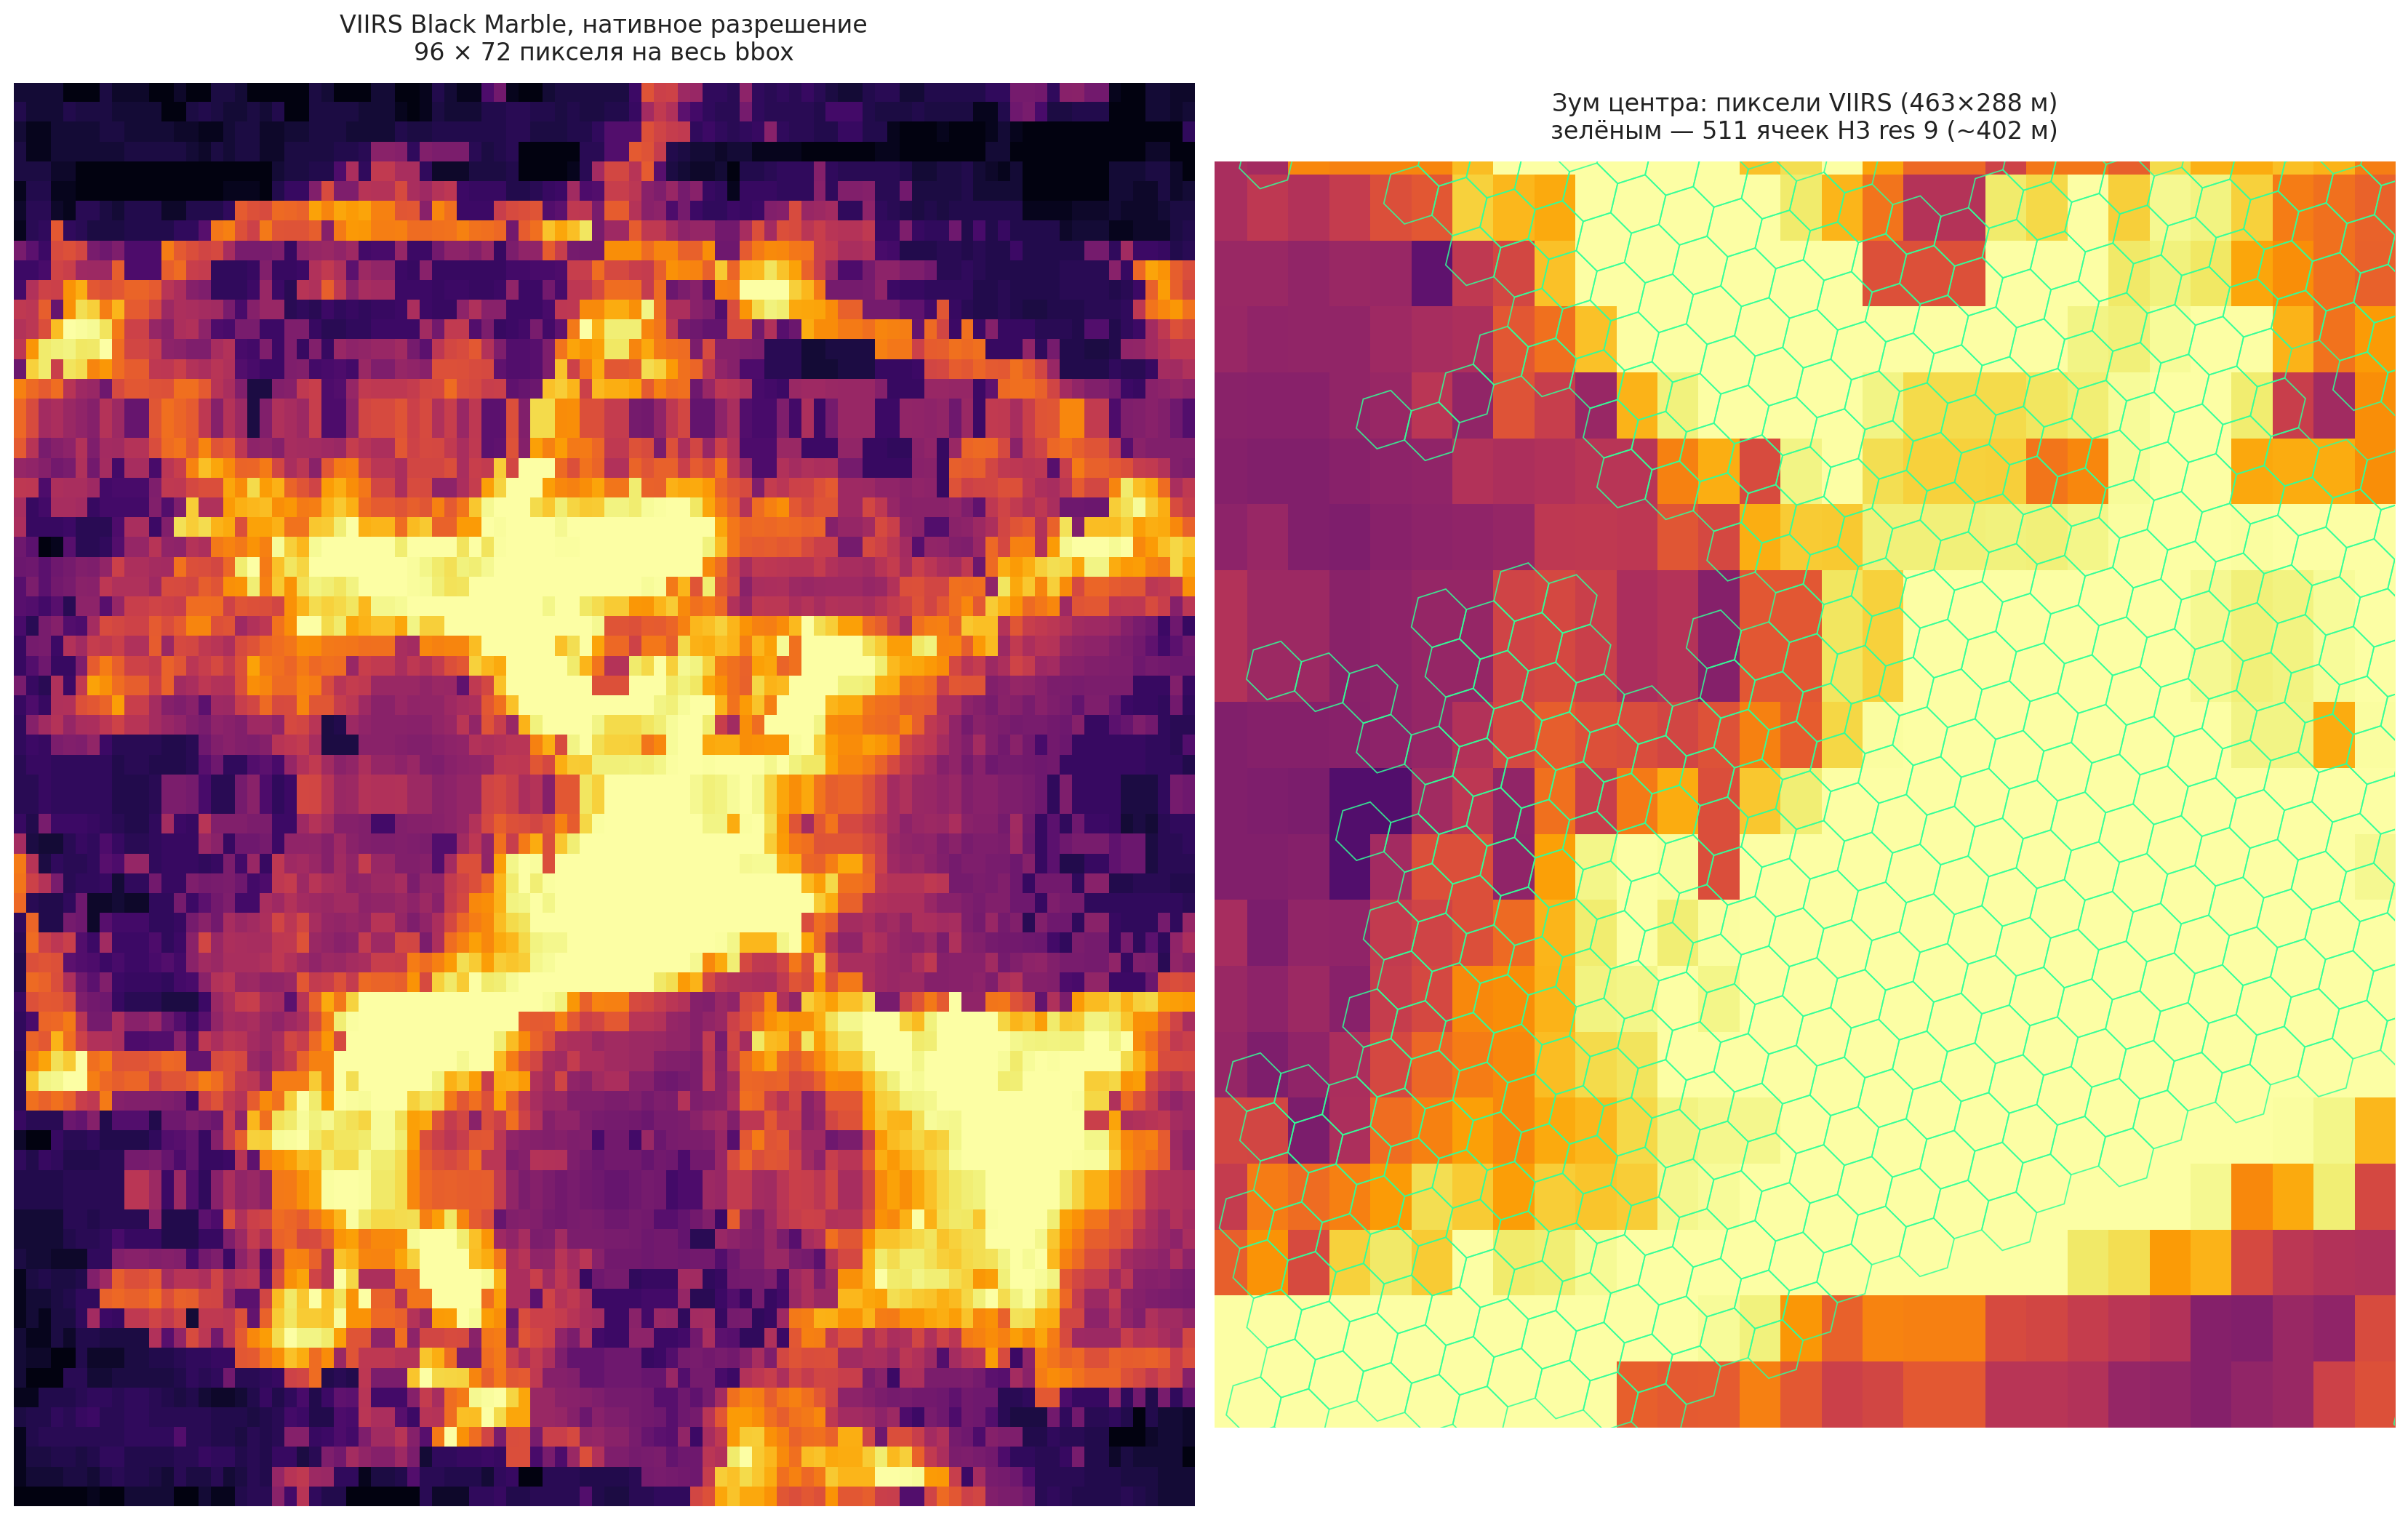 VIIRS Black Marble, нативное разрешение
96 × 72 пикселя на весь bbox
Зум центра: пиксели VIIRS (463×288 м)
зелёным — 511 ячеек H3 res 9 (~402 м)